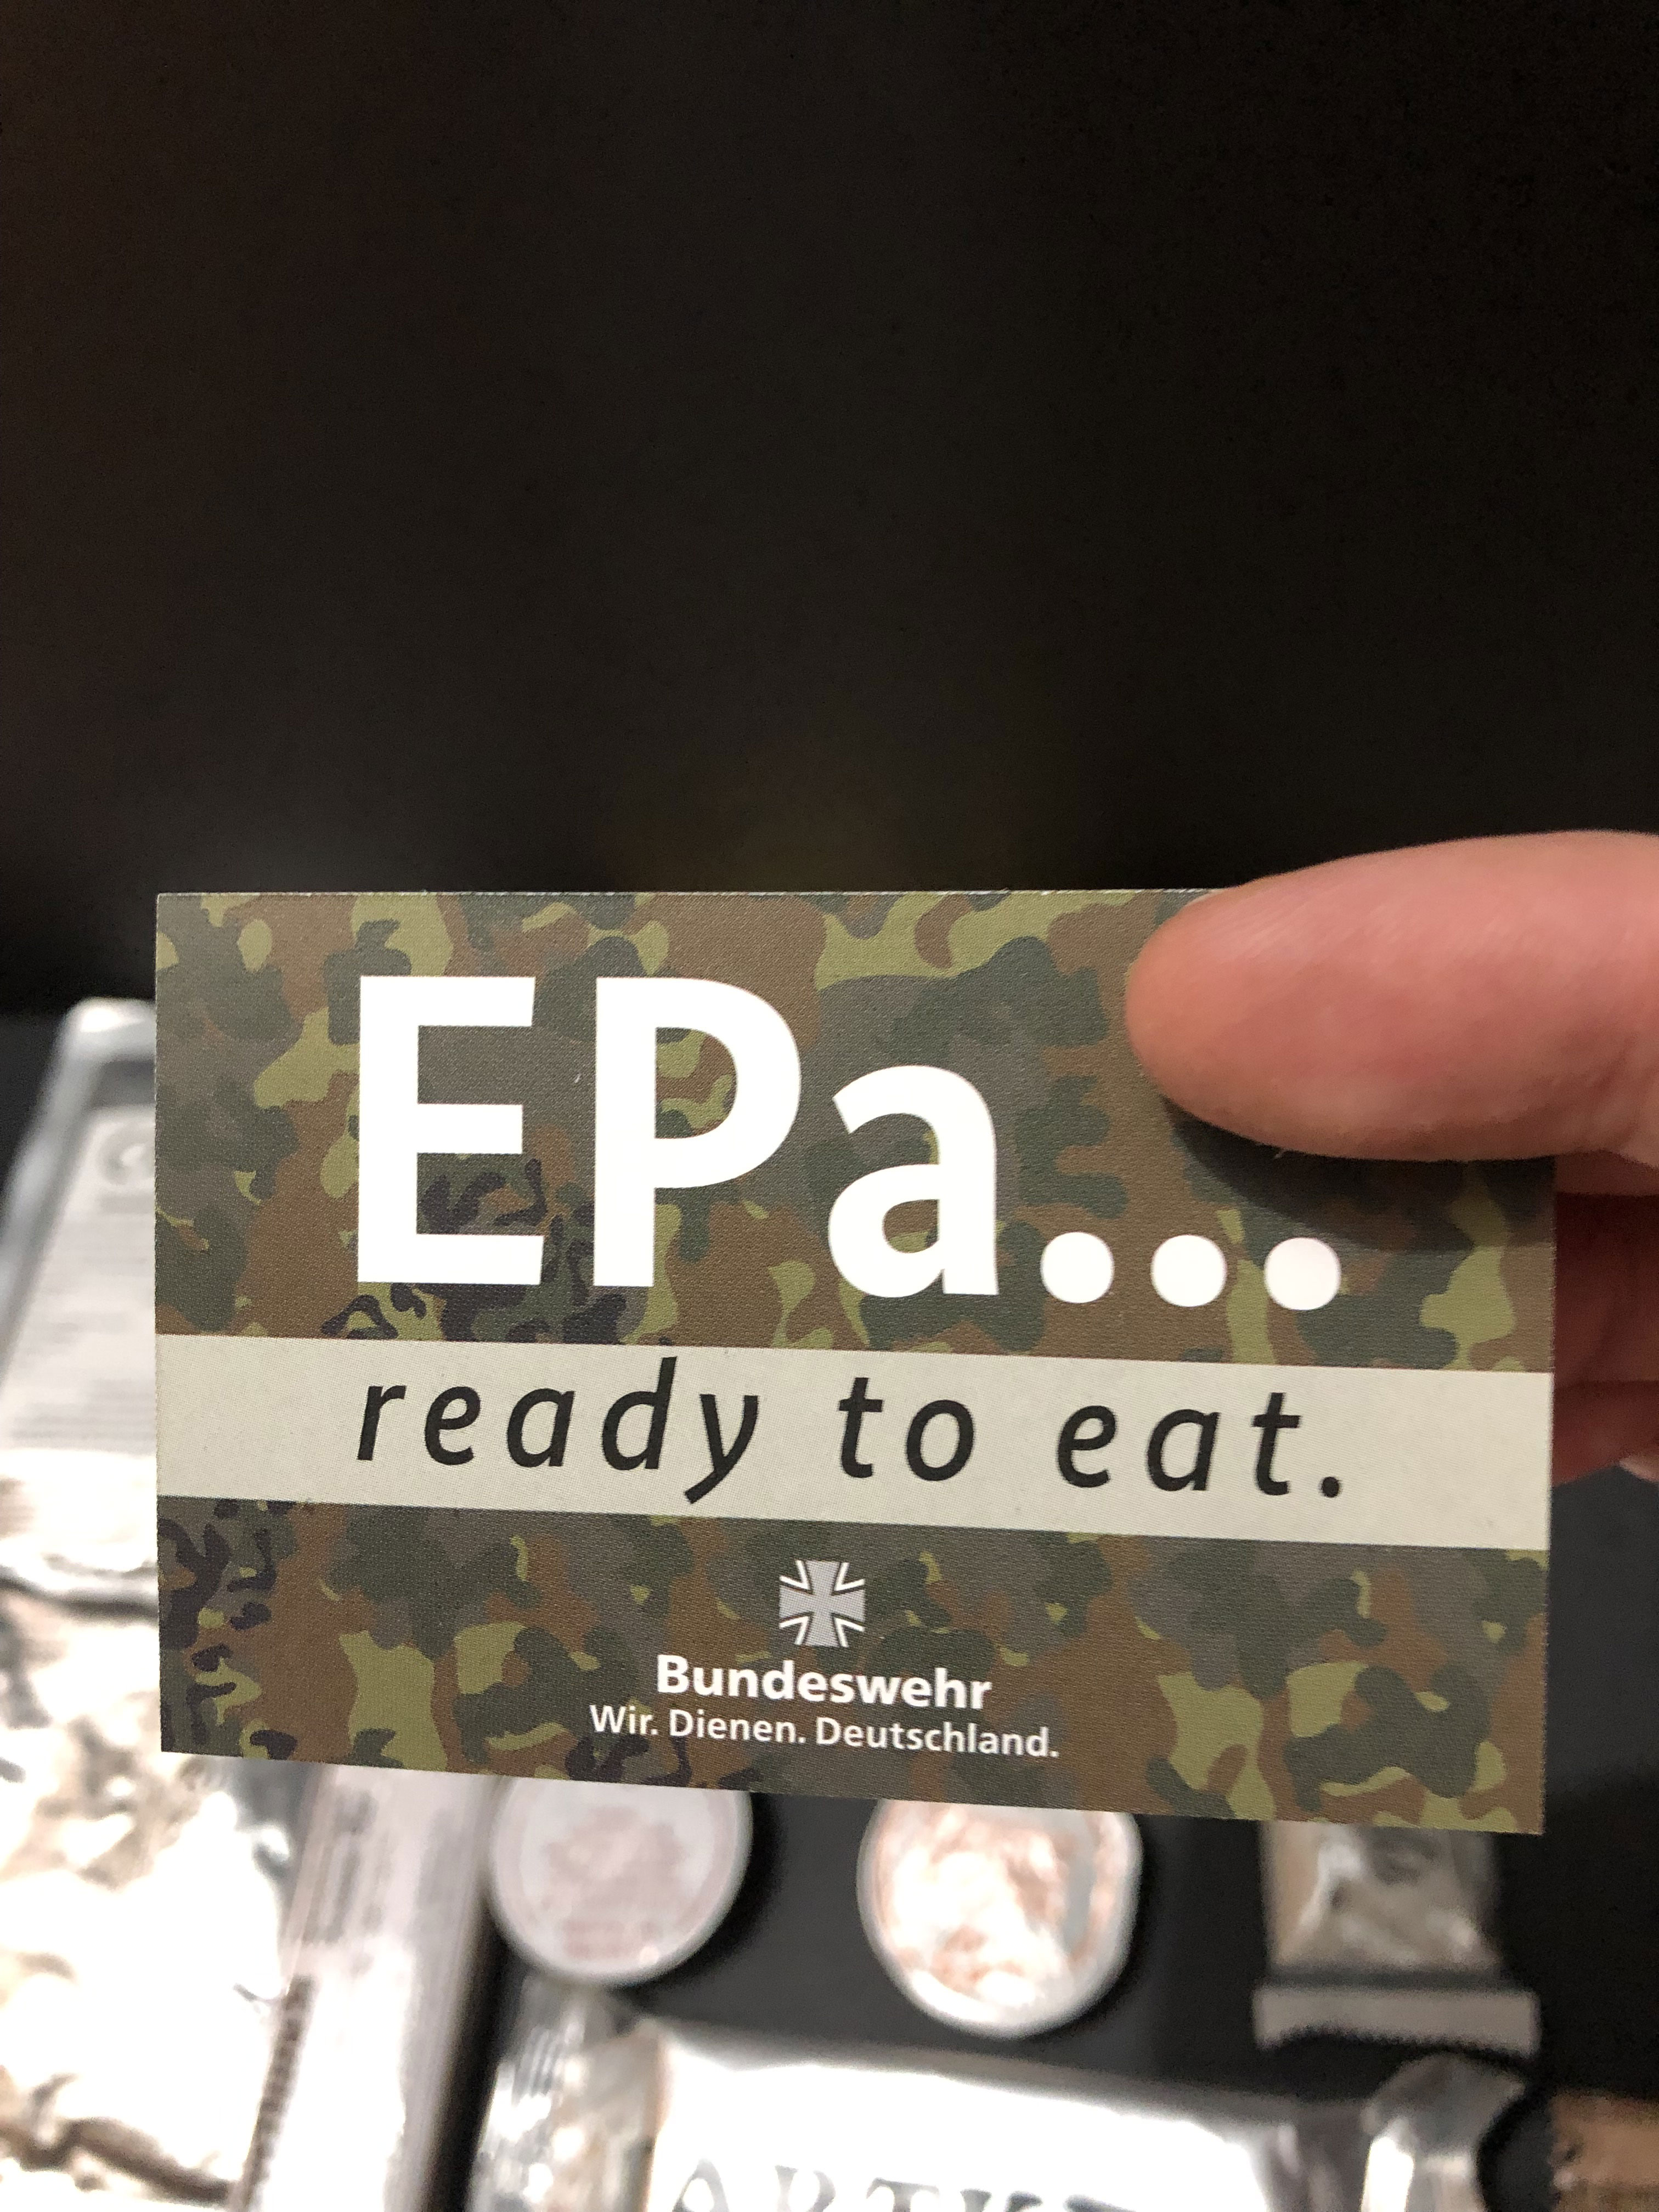 EPa...
ready to eat.
Bundeswehr
Wir. Dienen. Deutschland.